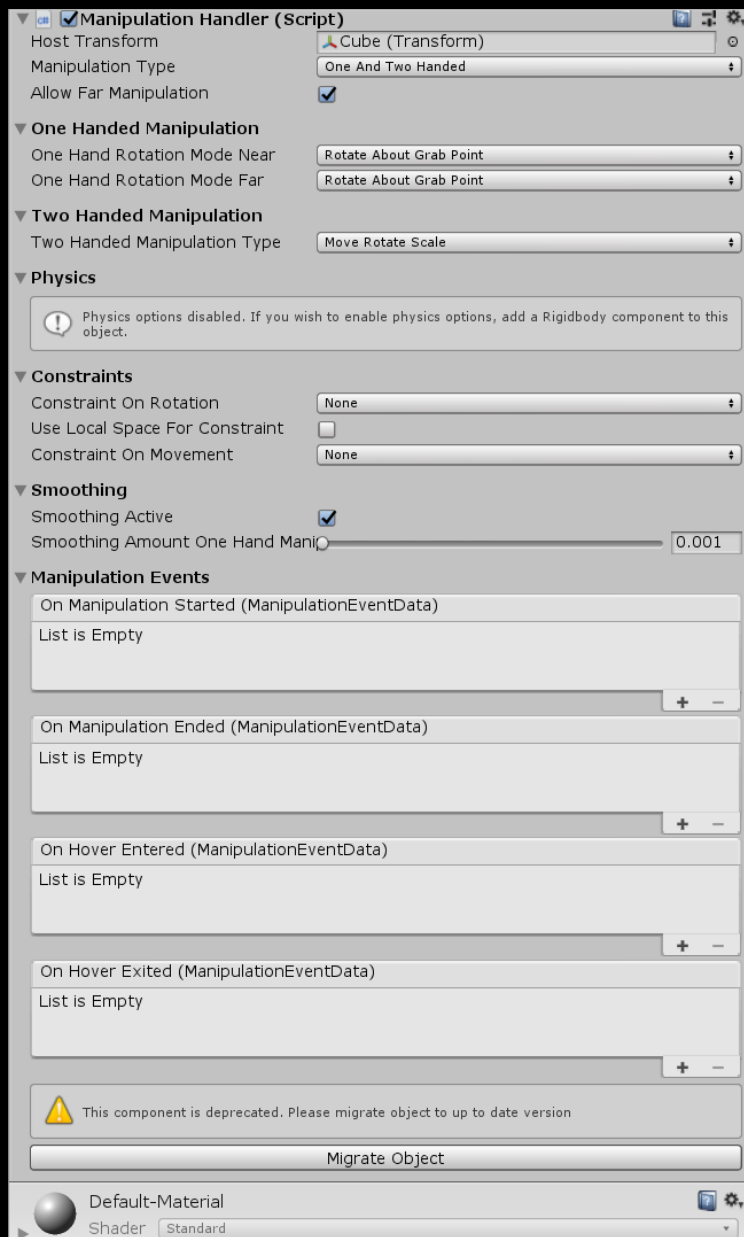 Manipulation Handler (Script)
Host Transform Cube (Transform)
Manipulation Type One And Two Handed
Allow Far Manipulation
One Handed Manipulation
One Hand Rotation Mode Near Rotate About Grab Point
One Hand Rotation Mode Far Rotate About Grab Point
Two Handed Manipulation
Two Handed Manipulation Type Move Rotate Scale
Physics
Physics options disabled. If you wish to enable physics options, add a Rigidbody component to this
object.
Constraints
Constraint On Rotation None
Use Local Space For Constraint
Constraint On Movement None
Smoothing
Smoothing Active
Smoothing Amount One Hand Manip 0.001
Manipulation Events
On Manipulation Started (ManipulationEventData)
List is Empty
+ −
On Manipulation Ended (ManipulationEventData)
List is Empty
+ −
On Hover Entered (ManipulationEventData)
List is Empty
+ −
On Hover Exited (ManipulationEventData)
List is Empty
+ −
This component is deprecated. Please migrate object to up to date version
Migrate Object
Default-Material
Shader Standard